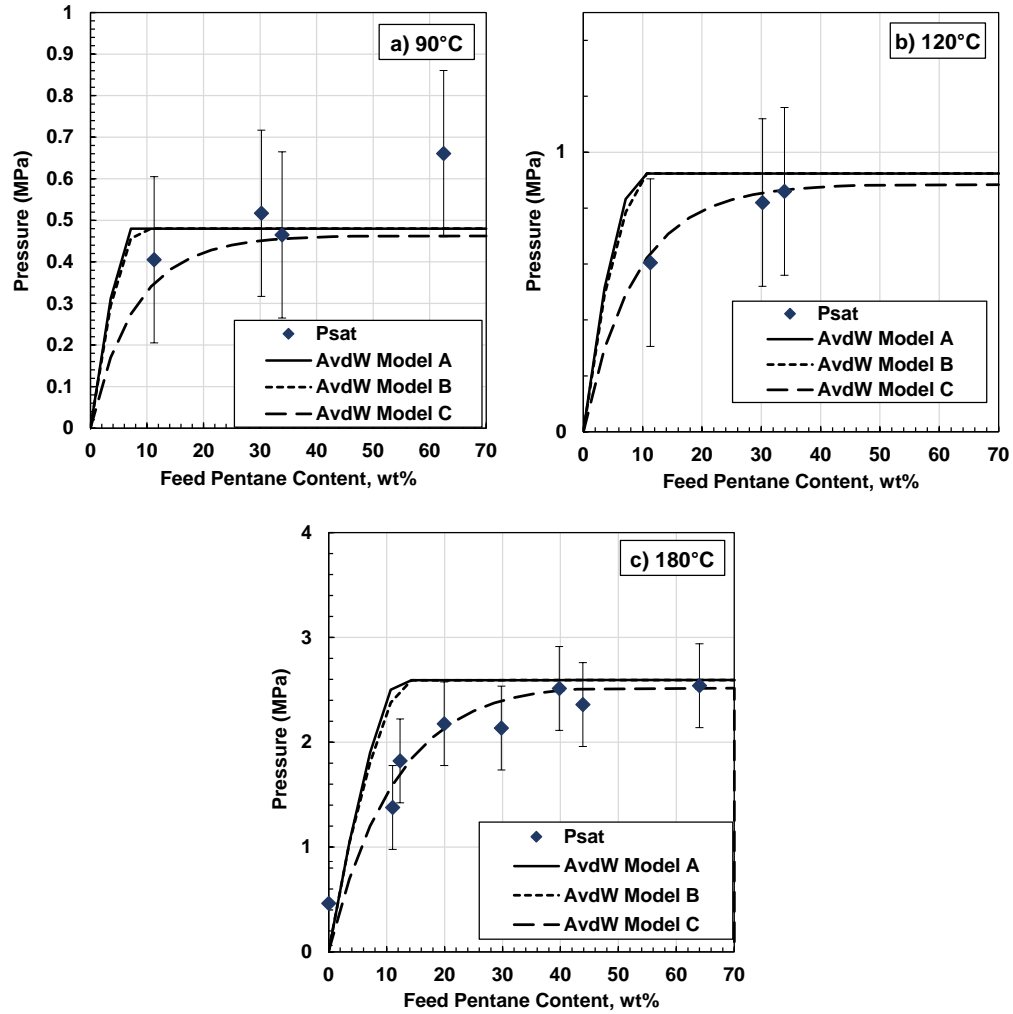 a) 90°C
1
0.9
0.8
0.7
0.6
0.5
0.4
0.3
0.2
0.1
0
Pressure (MPa)
Psat
AvdW Model A
AvdW Model B
AvdW Model C
0 10 20 30 40 50 60 70
Feed Pentane Content, wt%
b) 120°C
1
0
Pressure (MPa)
Psat
AvdW Model A
AvdW Model B
AvdW Model C
0 10 20 30 40 50 60 70
Feed Pentane Content, wt%
c) 180°C
4
3
2
1
0
Pressure (MPa)
Psat
AvdW Model A
AvdW Model B
AvdW Model C
0 10 20 30 40 50 60 70
Feed Pentane Content, wt%